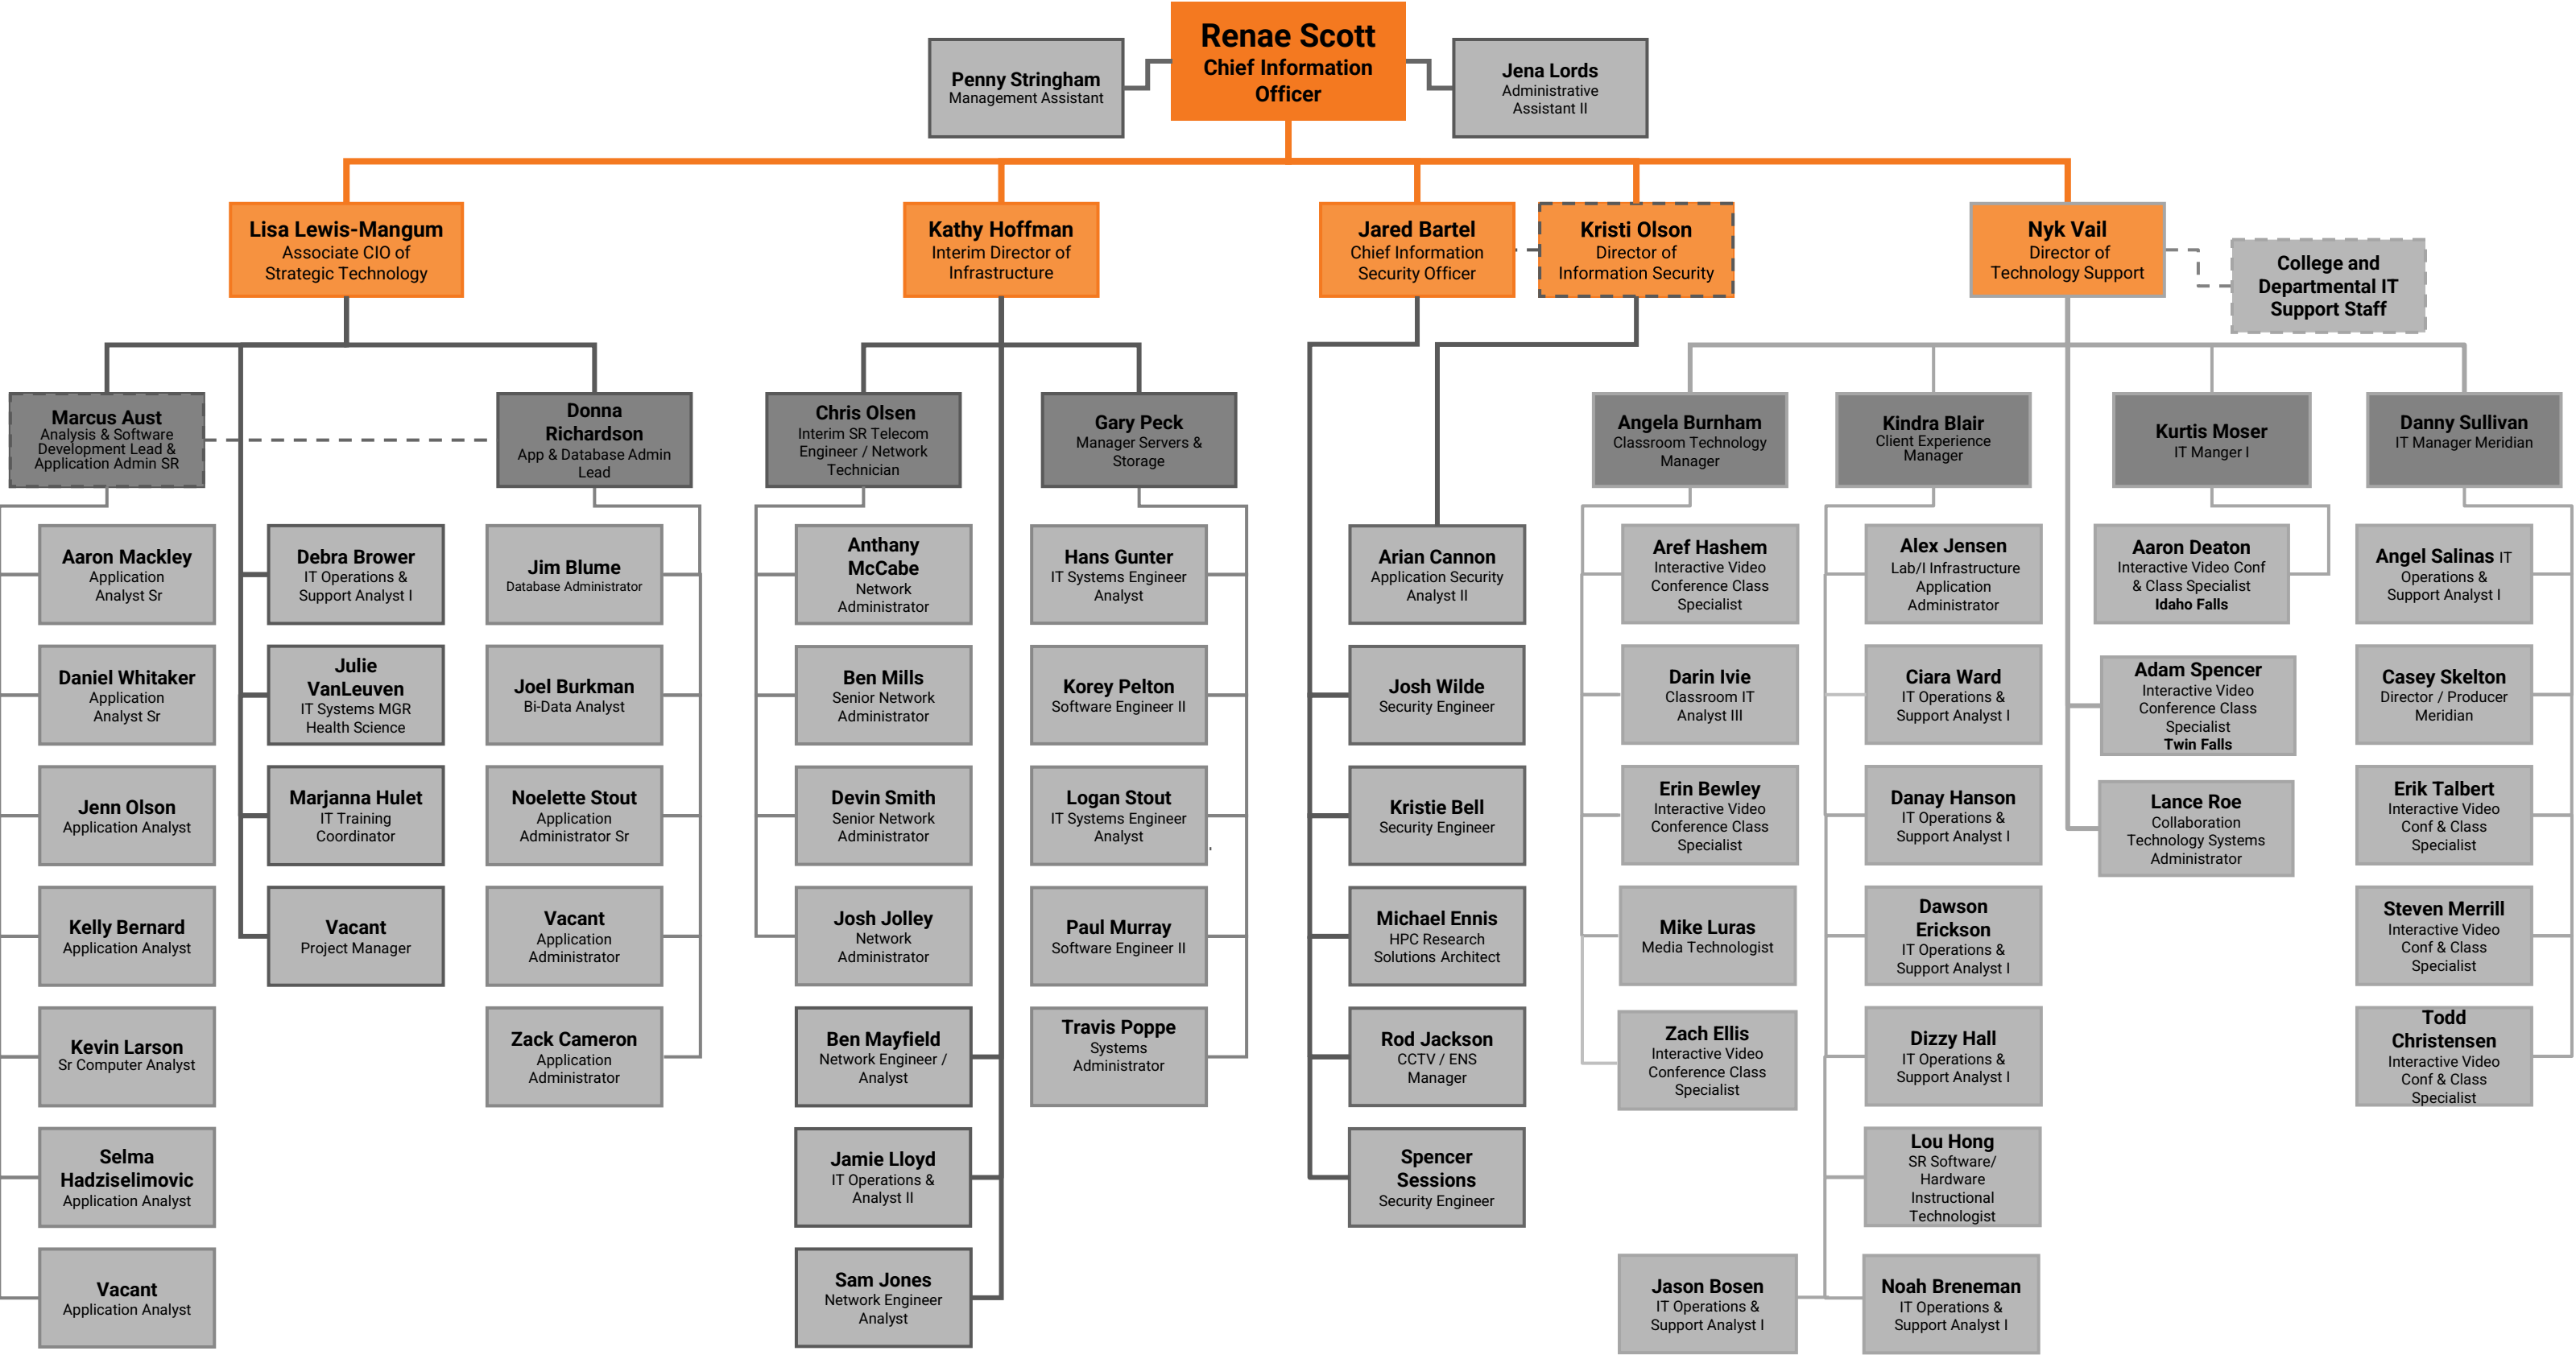 Renae Scott
Chief Information
Officer
Penny Stringham
Management Assistant
Jena Lords
Administrative
Assistant II
Lisa Lewis-Mangum
Associate CIO of
Strategic Technology
Kathy Hoffman
Interim Director of
Infrastructure
Jared Bartel
Chief Information
Security Officer
Kristi Olson
Director of
Information Security
Nyk Vail
Director of
Technology Support
College and
Departmental IT
Support Staff
Marcus Aust
Analysis & Software
Development Lead &
Application Admin SR
Donna
Richardson
App & Database Admin
Lead
Chris Olsen
Interim SR Telecom
Engineer / Network
Technician
Gary Peck
Manager Servers &
Storage
Angela Burnham
Classroom Technology
Manager
Kindra Blair
Client Experience
Manager
Kurtis Moser
IT Manger I
Danny Sullivan
IT Manager Meridian
Aaron Mackley
Application
Analyst Sr
Daniel Whitaker
Application
Analyst Sr
Jenn Olson
Application Analyst
Kelly Bernard
Application Analyst
Kevin Larson
Sr Computer Analyst
Selma
Hadziselimovic
Application Analyst
Vacant
Application Analyst
Debra Brower
IT Operations &
Support Analyst I
Julie
VanLeuven
IT Systems MGR
Health Science
Marjanna Hulet
IT Training
Coordinator
Vacant
Project Manager
Jim Blume
Database Administrator
Joel Burkman
Bi-Data Analyst
Noelette Stout
Application
Administrator Sr
Vacant
Application
Administrator
Zack Cameron
Application
Administrator
Anthany
McCabe
Network
Administrator
Ben Mills
Senior Network
Administrator
Devin Smith
Senior Network
Administrator
Josh Jolley
Network
Administrator
Ben Mayfield
Network Engineer /
Analyst
Jamie Lloyd
IT Operations &
Analyst II
Sam Jones
Network Engineer
Analyst
Hans Gunter
IT Systems Engineer
Analyst
Korey Pelton
Software Engineer II
Logan Stout
IT Systems Engineer
Analyst
Paul Murray
Software Engineer II
Travis Poppe
Systems
Administrator
Arian Cannon
Application Security
Analyst II
Josh Wilde
Security Engineer
Kristie Bell
Security Engineer
Michael Ennis
HPC Research
Solutions Architect
Rod Jackson
CCTV / ENS
Manager
Spencer
Sessions
Security Engineer
Aref Hashem
Interactive Video
Conference Class
Specialist
Darin Ivie
Classroom IT
Analyst III
Erin Bewley
Interactive Video
Conference Class
Specialist
Mike Luras
Media Technologist
Zach Ellis
Interactive Video
Conference Class
Specialist
Jason Bosen
IT Operations &
Support Analyst I
Alex Jensen
Lab/I Infrastructure
Application
Administrator
Ciara Ward
IT Operations &
Support Analyst I
Danay Hanson
IT Operations &
Support Analyst I
Dawson
Erickson
IT Operations &
Support Analyst I
Dizzy Hall
IT Operations &
Support Analyst I
Lou Hong
SR Software/
Hardware
Instructional
Technologist
Noah Breneman
IT Operations &
Support Analyst I
Aaron Deaton
Interactive Video Conf
& Class Specialist
Idaho Falls
Adam Spencer
Interactive Video
Conference Class
Specialist
Twin Falls
Lance Roe
Collaboration
Technology Systems
Administrator
Angel Salinas IT
Operations &
Support Analyst I
Casey Skelton
Director / Producer
Meridian
Erik Talbert
Interactive Video
Conf & Class
Specialist
Steven Merrill
Interactive Video
Conf & Class
Specialist
Todd
Christensen
Interactive Video
Conf & Class
Specialist